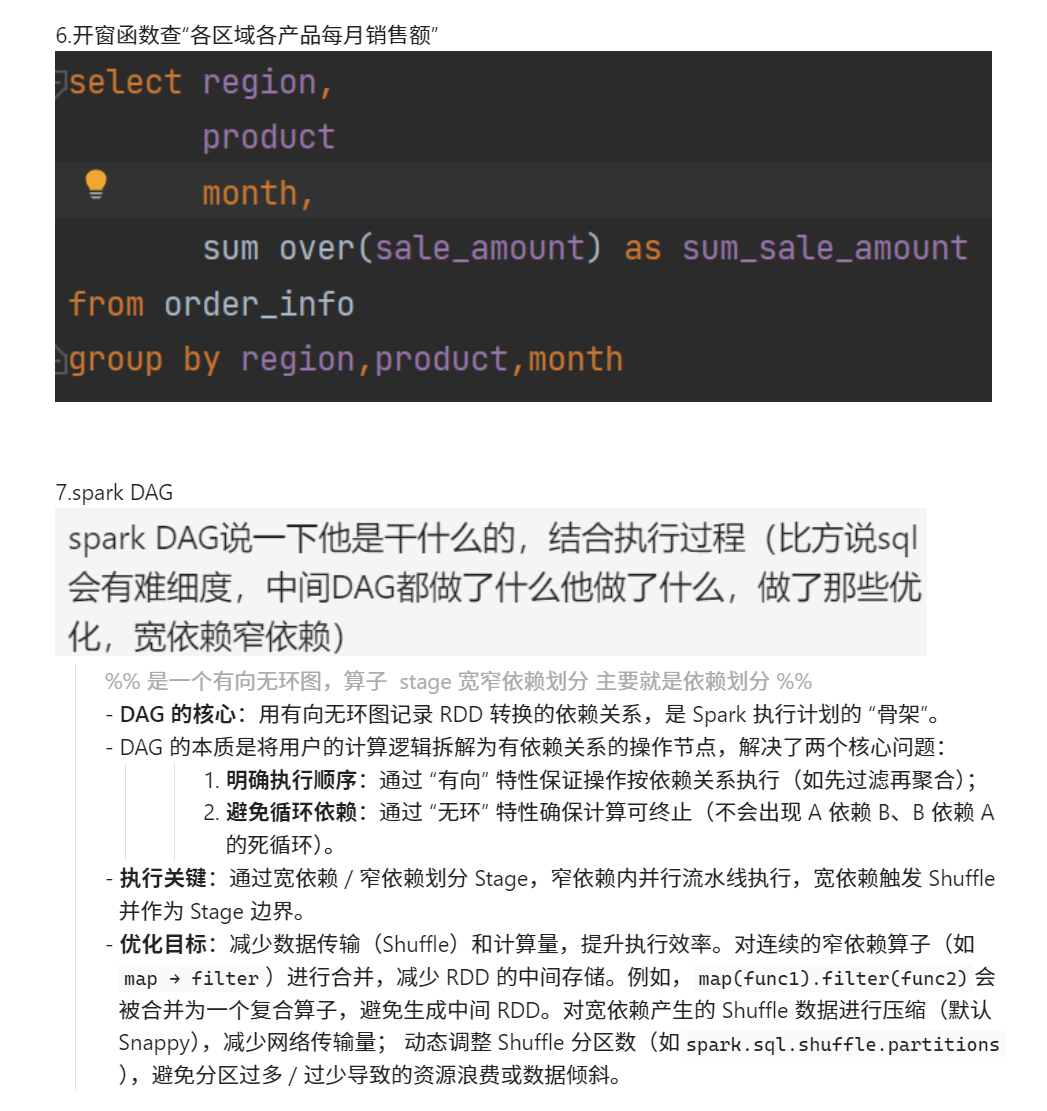 6.开窗函数查“各区域各产品每月销售额”
select region,
product
month,
sum over(sale_amount) as sum_sale_amount
from order_info
group by region,product,month
7.spark DAG
spark DAG说一下他是干什么的，结合执行过程（比方说sql
会有难细度，中间DAG都做了什么他做了什么，做了那些优
化，宽依赖窄依赖）
%% 是一个有向无环图，算子 stage 宽窄依赖划分 主要就是依赖划分 %%
- DAG 的核心：用有向无环图记录 RDD 转换的依赖关系，是 Spark 执行计划的 “骨架”。
- DAG 的本质是将用户的计算逻辑拆解为有依赖关系的操作节点，解决了两个核心问题：
1. 明确执行顺序：通过 “有向” 特性保证操作按依赖关系执行（如先过滤再聚合）；
2. 避免循环依赖：通过 “无环” 特性确保计算可终止（不会出现 A 依赖 B、B 依赖 A
的死循环）。
- 执行关键：通过宽依赖 / 窄依赖划分 Stage，窄依赖内并行流水线执行，宽依赖触发 Shuffle
并作为 Stage 边界。
- 优化目标：减少数据传输（Shuffle）和计算量，提升执行效率。对连续的窄依赖算子（如
map → filter ）进行合并，减少 RDD 的中间存储。例如， map(func1).filter(func2) 会
被合并为一个复合算子，避免生成中间 RDD。对宽依赖产生的 Shuffle 数据进行压缩（默认
Snappy），减少网络传输量； 动态调整 Shuffle 分区数（如 spark.sql.shuffle.partitions
），避免分区过多 / 过少导致的资源浪费或数据倾斜。